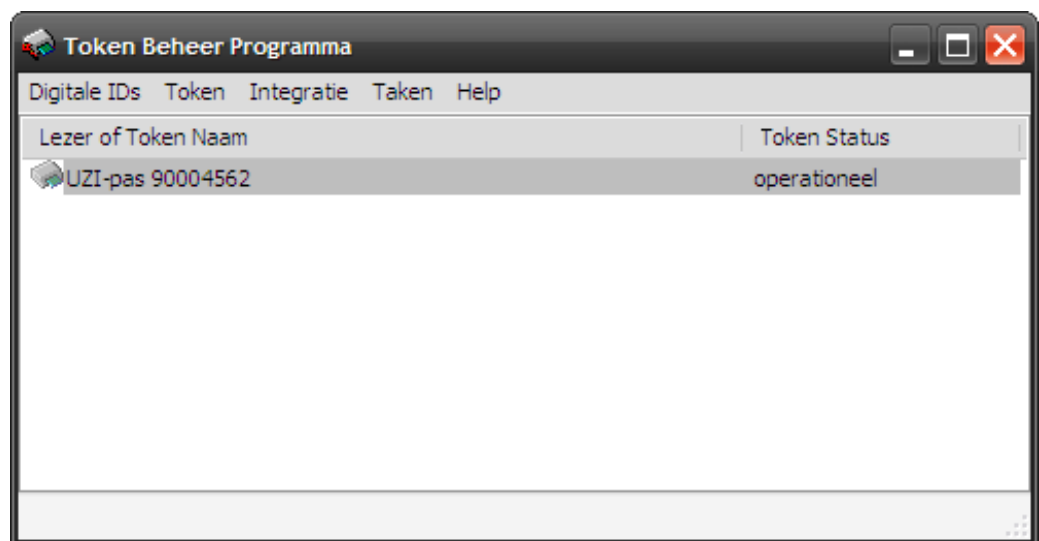 Token Beheer Programma
Digitale IDs Token Integratie Taken Help
Lezer of Token Naam Token Status
UZI-pas 90004562 operationeel